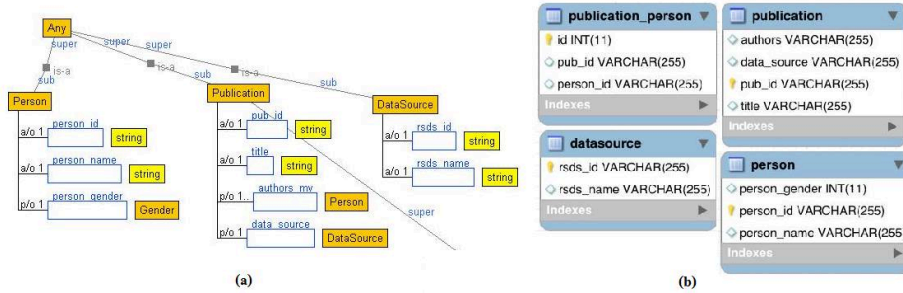 Any
super
super
super
is-a
is-a
is-a
sub
sub
sub
Person
a/o 1 person_id string
a/o 1 person_name string
p/o 1 person_gender Gender
Publication
a/o 1 pub_id string
a/o 1 title string
p/o 1... authors_mv Person
p/o 1 data_source DataSource
super
DataSource
a/o 1 rsds_id string
a/o 1 rsds_name string
(a)
publication_person
id INT(11)
pub_id VARCHAR(255)
person_id VARCHAR(255)
Indexes
datasource
rsds_id VARCHAR(255)
rsds_name VARCHAR(255)
Indexes
publication
authors VARCHAR(255)
data_source VARCHAR(255)
pub_id VARCHAR(255)
title VARCHAR(255)
Indexes
person
person_gender INT(11)
person_id VARCHAR(255)
person_name VARCHAR(255)
Indexes
(b)